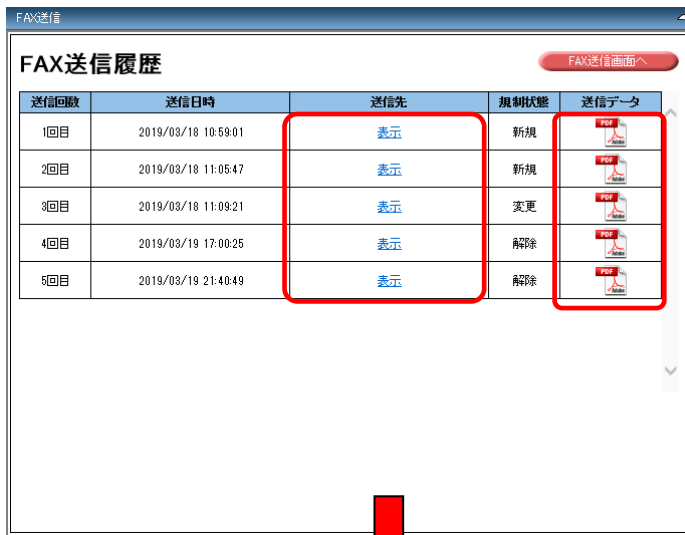 FAX送信
FAX送信履歴
FAX送信画面へ
送信回数 送信日時 送信先 規制状態 送信データ
1回目 2019/03/18 10:59:01 表示 新規 PDF Adobe
2回目 2019/03/18 11:05:47 表示 新規 PDF Adobe
3回目 2019/03/18 11:09:21 表示 変更 PDF Adobe
4回目 2019/03/19 17:00:25 表示 解除 PDF Adobe
5回目 2019/03/19 21:40:49 表示 解除 PDF Adobe